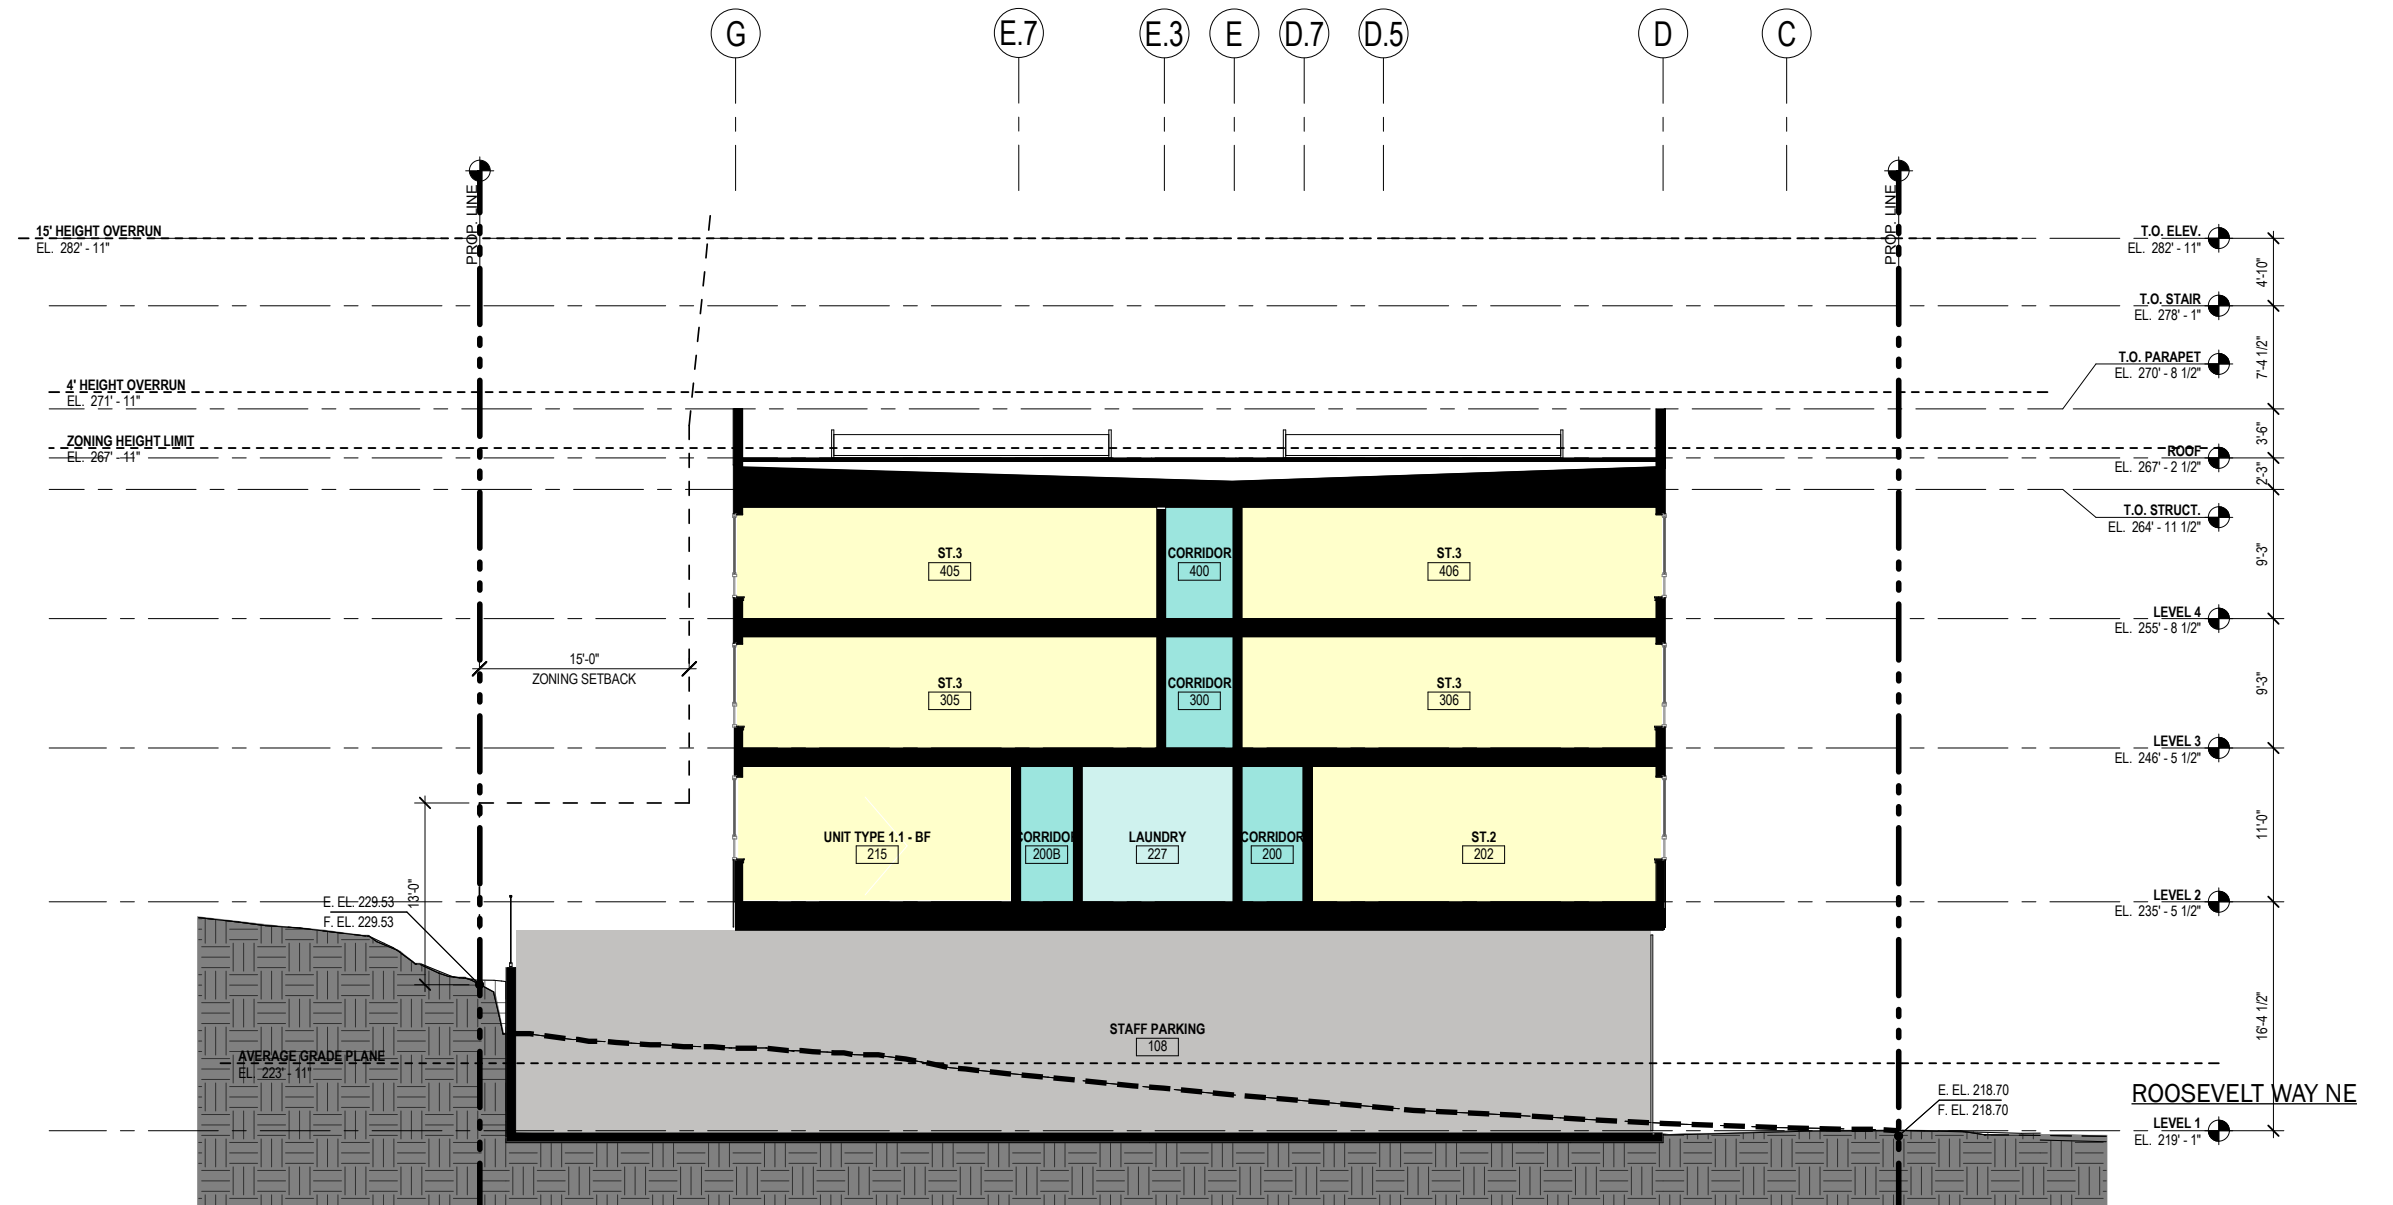 G
E.7
E.3
E
D.7
D.5
D
C
PROP. LINE
PROP. LINE
15' HEIGHT OVERRUN
EL. 282' - 11"
T.O. ELEV.
EL. 282' - 11"
4'-10"
T.O. STAIR
EL. 278' - 1"
7'-4 1/2"
T.O. PARAPET
EL. 270' - 8 1/2"
4' HEIGHT OVERRUN
EL. 271' - 11"
3'-6"
ZONING HEIGHT LIMIT
EL. 267' - 11"
ROOF
EL. 267' - 2 1/2"
2'-3"
T.O. STRUCT.
EL. 264' - 11 1/2"
ST.3
405
CORRIDOR
400
ST.3
406
9'-3"
LEVEL 4
EL. 255' - 8 1/2"
15'-0"
ZONING SETBACK
ST.3
305
CORRIDOR
300
ST.3
306
9'-3"
LEVEL 3
EL. 246' - 5 1/2"
UNIT TYPE 1.1 - BF
215
CORRIDOR
200B
LAUNDRY
227
CORRIDOR
200
ST.2
202
11'-0"
13'-0"
LEVEL 2
EL. 235' - 5 1/2"
E. EL. 229.53
F. EL. 229.53
STAFF PARKING
108
16'-4 1/2"
AVERAGE GRADE PLANE
EL. 223' - 11"
E. EL. 218.70
F. EL. 218.70
ROOSEVELT WAY NE
LEVEL 1
EL. 219' - 1"